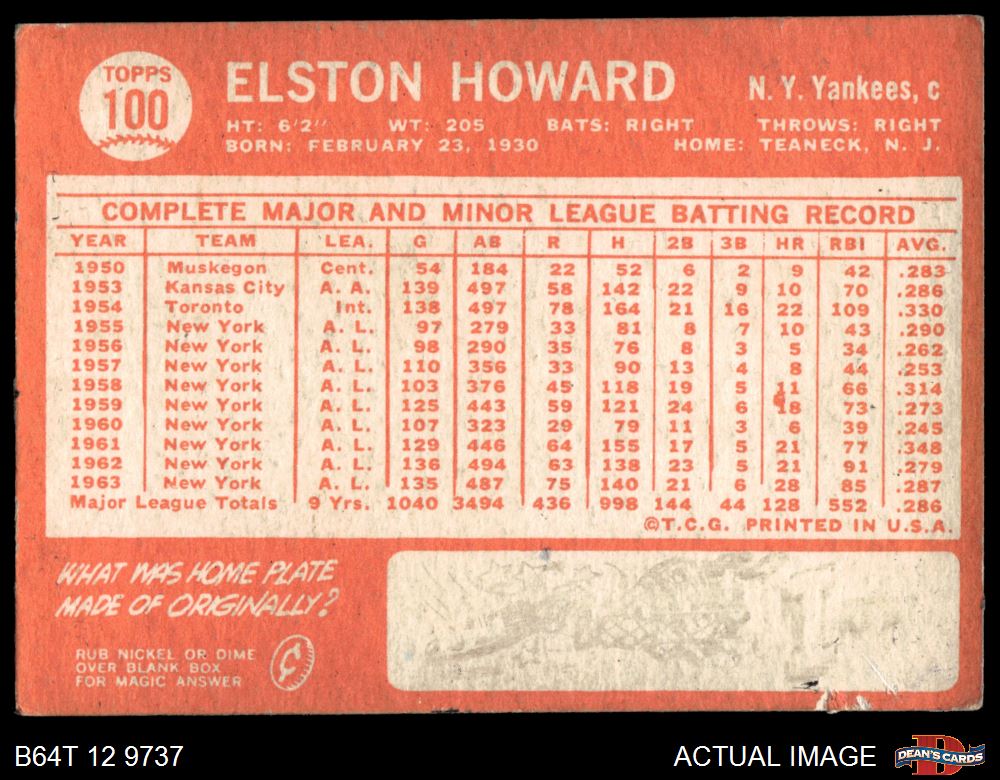 TOPPS
100
ELSTON HOWARD
N. Y. Yankees, c
HT: 6'2" WT: 205 BATS: RIGHT THROWS: RIGHT
BORN: FEBRUARY 23, 1930 HOME: TEANECK, N. J.
COMPLETE MAJOR AND MINOR LEAGUE BATTING RECORD
YEAR TEAM LEA. G AB R H 2B 3B HR RBI AVG.
1950 Muskegon Cent. 54 184 22 52 6 2 9 42 .283
1953 Kansas City A. A. 139 497 58 142 22 9 10 70 .286
1954 Toronto Int. 138 497 78 164 21 16 22 109 .330
1955 New York A. L. 97 279 33 81 8 7 10 43 .290
1956 New York A. L. 98 290 35 76 8 3 5 34 .262
1957 New York A. L. 110 356 33 90 13 4 8 44 .253
1958 New York A. L. 103 376 45 118 19 5 11 66 .314
1959 New York A. L. 125 443 59 121 24 6 18 73 .273
1960 New York A. L. 107 323 29 79 11 3 6 39 .245
1961 New York A. L. 129 446 64 155 17 5 21 77 .348
1962 New York A. L. 136 494 63 138 23 5 21 91 .279
1963 New York A. L. 135 487 75 140 21 6 28 85 .287
Major League Totals 9 Yrs. 1040 3494 436 998 144 44 128 552 .286
©T.C.G. PRINTED IN U.S.A.
WHAT WAS HOME PLATE
MADE OF ORIGINALLY?
RUB NICKEL OR DIME
OVER BLANK BOX
FOR MAGIC ANSWER
¢
B64T 12 9737
ACTUAL IMAGE
DEAN'S CARDS